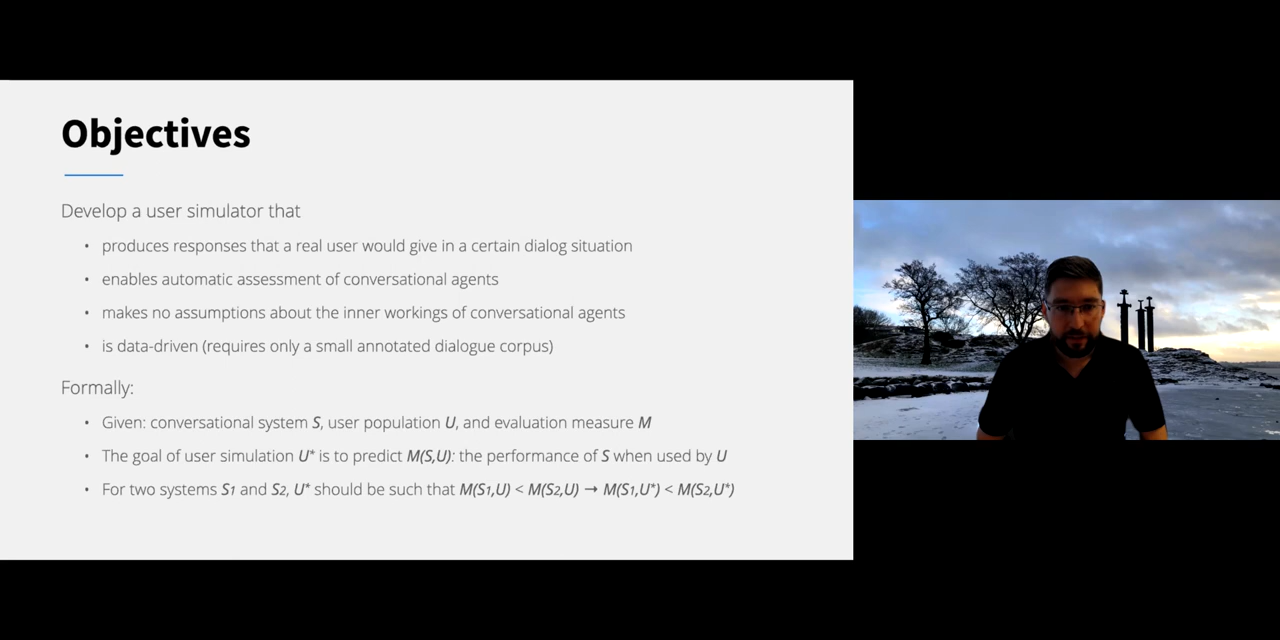 Objectives
Develop a user simulator that
• produces responses that a real user would give in a certain dialog situation
• enables automatic assessment of conversational agents
• makes no assumptions about the inner workings of conversational agents
• is data-driven (requires only a small annotated dialogue corpus)
Formally:
• Given: conversational system S, user population U, and evaluation measure M
• The goal of user simulation U* is to predict M(S,U): the performance of S when used by U
• For two systems S1 and S2, U* should be such that M(S1,U) < M(S2,U) → M(S1,U*) < M(S2,U*)